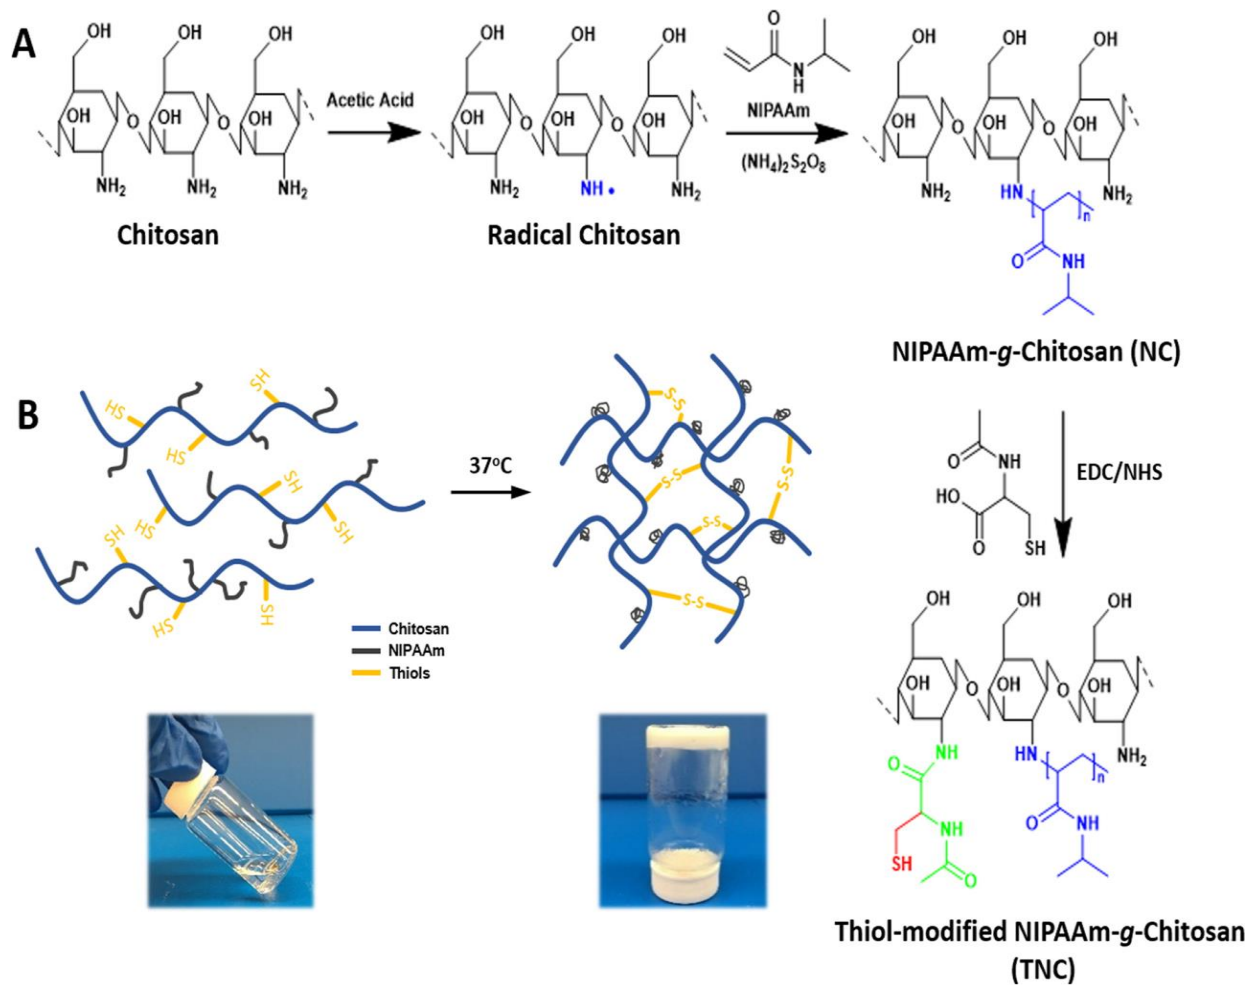 A
OH OH OH
OH OH OH
O O
NH₂ NH₂ NH₂
Chitosan
Acetic Acid
OH OH OH
OH OH OH
O O
NH₂ NH • NH₂
Radical Chitosan
O
N
H
NIPAAm
(NH₄)₂S₂O₈
OH OH OH
OH OH OH
O O
NH₂ HN n NH₂
O NH
NIPAAm-g-Chitosan (NC)
O NH
HO
O SH
EDC/NHS
B
HS SH
HS
SH
HS SH
SH
HS SH
37°C
S-S
S-S S-S
S-S
S-S
Chitosan
NIPAAm
Thiols
OH OH OH
OH OH OH
O O
NH HN n NH₂
O
O NH
NH
SH
O
Thiol-modified NIPAAm-g-Chitosan
(TNC)